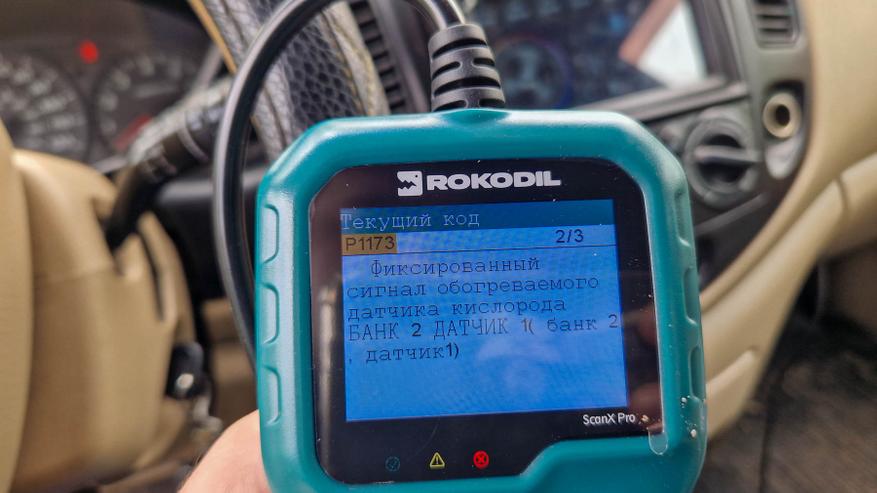 ROKODIL
Текущий код
P1173 2/3
Фиксированный
сигнал обогреваемого
датчика кислорода
БАНК 2 ДАТЧИК 1( банк 2
, датчик1)
ScanX Pro